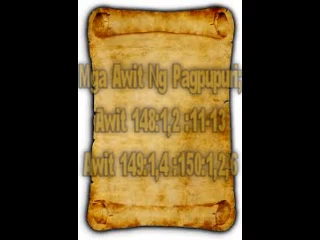 Mga Awit Ng Pagpupuri;
Awit 148:1,2 :11-13
Awit 149:1,4 :150:1,2,6